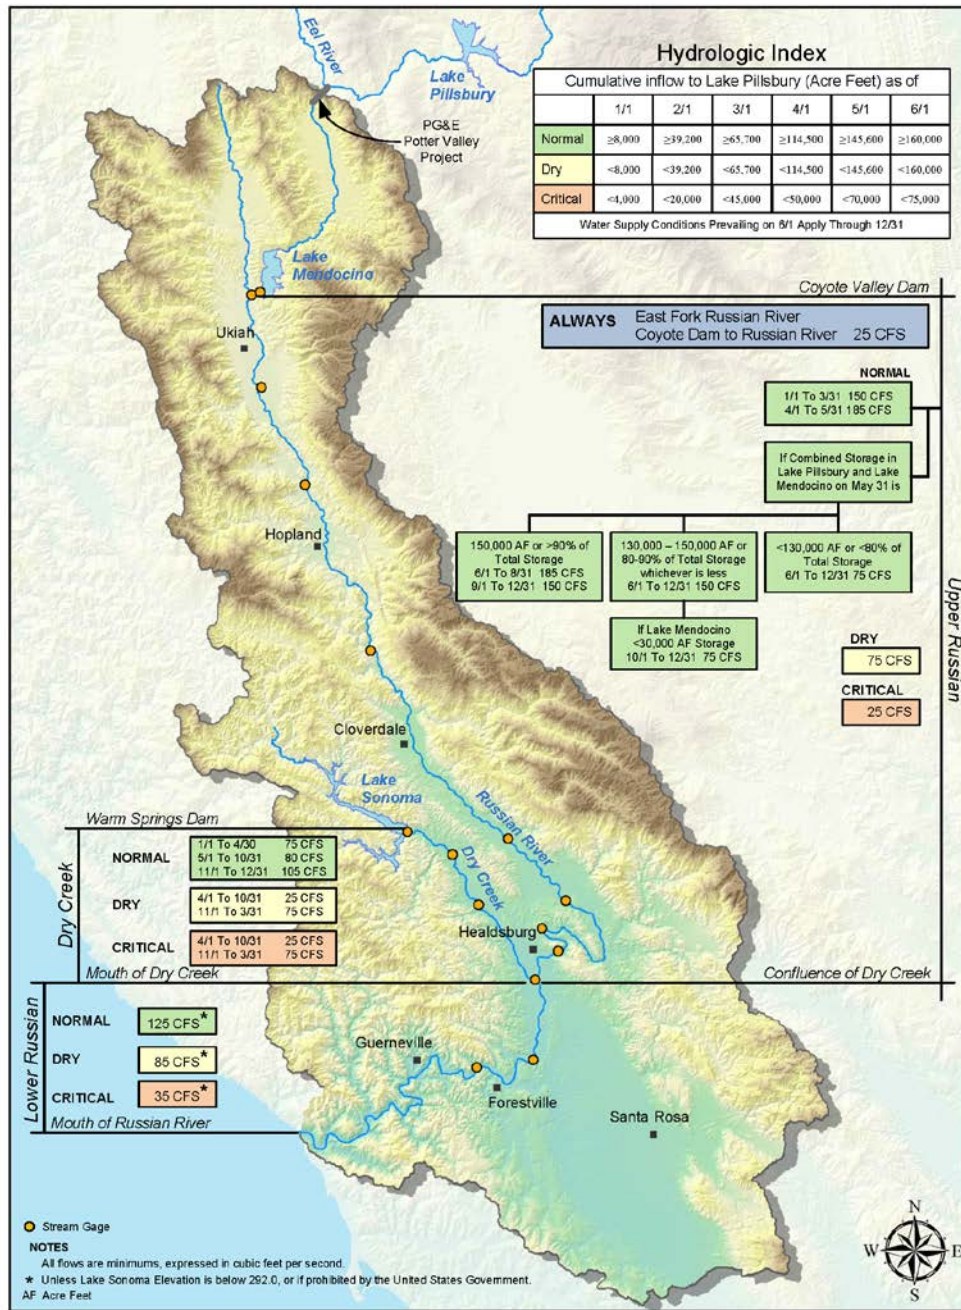 Hydrologic Index
Cumulative inflow to Lake Pillsbury (Acre Feet) as of
1/1 2/1 3/1 4/1 5/1 6/1
Normal ≥8,000 ≥39,200 ≥65,700 ≥114,500 ≥145,600 ≥160,000
Dry <8,000 <39,200 <65,700 <114,500 <145,600 <160,000
Critical <4,000 <20,000 <45,000 <50,000 <70,000 <75,000
Water Supply Conditions Prevailing on 6/1 Apply Through 12/31
Eel River
Lake
Pillsbury
PG&E
Potter Valley
Project
Lake
Mendocino
Coyote Valley Dam
ALWAYS East Fork Russian River
Coyote Dam to Russian River 25 CFS
Ukiah
NORMAL
1/1 To 3/31 150 CFS
4/1 To 5/31 185 CFS
If Combined Storage in
Lake Pillsbury and Lake
Mendocino on May 31 is
150,000 AF or >90% of
Total Storage
6/1 To 8/31 185 CFS
9/1 To 12/31 150 CFS
130,000 – 150,000 AF or
80-90% of Total Storage
whichever is less
6/1 To 12/31 150 CFS
<130,000 AF or <80% of
Total Storage
6/1 To 12/31 75 CFS
If Lake Mendocino
<30,000 AF Storage
10/1 To 12/31 75 CFS
DRY
75 CFS
CRITICAL
25 CFS
Upper Russian
Hopland
Cloverdale
Lake
Sonoma
Russian River
Dry Creek
Healdsburg
Warm Springs Dam
Dry Creek
NORMAL
1/1 To 4/30 75 CFS
5/1 To 10/31 80 CFS
11/1 To 12/31 105 CFS
DRY
4/1 To 10/31 25 CFS
11/1 To 3/31 75 CFS
CRITICAL
4/1 To 10/31 25 CFS
11/1 To 3/31 75 CFS
Mouth of Dry Creek
Confluence of Dry Creek
Lower Russian
NORMAL 125 CFS*
DRY 85 CFS*
CRITICAL 35 CFS*
Mouth of Russian River
Guerneville
Forestville
Santa Rosa
Stream Gage
NOTES
All flows are minimums, expressed in cubic feet per second.
* Unless Lake Sonoma Elevation is below 292.0, or if prohibited by the United States Government.
AF Acre Feet
N
W E
S